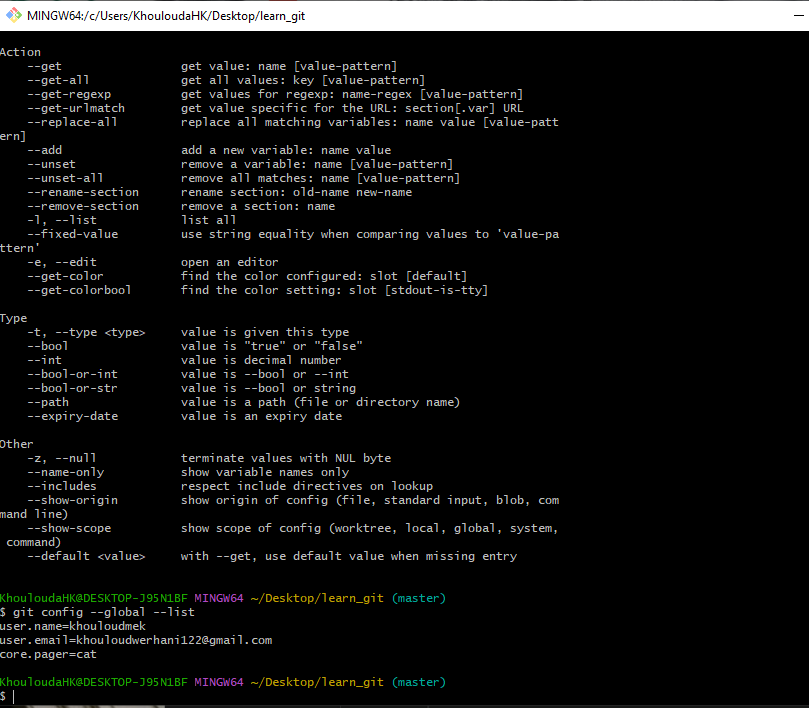 MINGW64:/c/Users/KhouloudaHK/Desktop/learn_git
Action
    --get                 get value: name [value-pattern]
    --get-all             get all values: key [value-pattern]
    --get-regexp          get values for regexp: name-regex [value-pattern]
    --get-urlmatch        get value specific for the URL: section[.var] URL
    --replace-all         replace all matching variables: name value [value-patt
ern]
    --add                 add a new variable: name value
    --unset               remove a variable: name [value-pattern]
    --unset-all           remove all matches: name [value-pattern]
    --rename-section      rename section: old-name new-name
    --remove-section      remove a section: name
    -l, --list            list all
    --fixed-value         use string equality when comparing values to 'value-pa
ttern'
    -e, --edit            open an editor
    --get-color           find the color configured: slot [default]
    --get-colorbool       find the color setting: slot [stdout-is-tty]
Type
    -t, --type <type>     value is given this type
    --bool                value is "true" or "false"
    --int                 value is decimal number
    --bool-or-int         value is --bool or --int
    --bool-or-str         value is --bool or string
    --path                value is a path (file or directory name)
    --expiry-date         value is an expiry date
Other
    -z, --null            terminate values with NUL byte
    --name-only           show variable names only
    --includes            respect include directives on lookup
    --show-origin         show origin of config (file, standard input, blob, com
mand line)
    --show-scope          show scope of config (worktree, local, global, system,
 command)
    --default <value>     with --get, use default value when missing entry
KhouloudaHK@DESKTOP-J95N1BF MINGW64 ~/Desktop/learn_git (master)
$ git config --global --list
user.name=khouloudmek
user.email=khouloudwerhani122@gmail.com
core.pager=cat
KhouloudaHK@DESKTOP-J95N1BF MINGW64 ~/Desktop/learn_git (master)
$